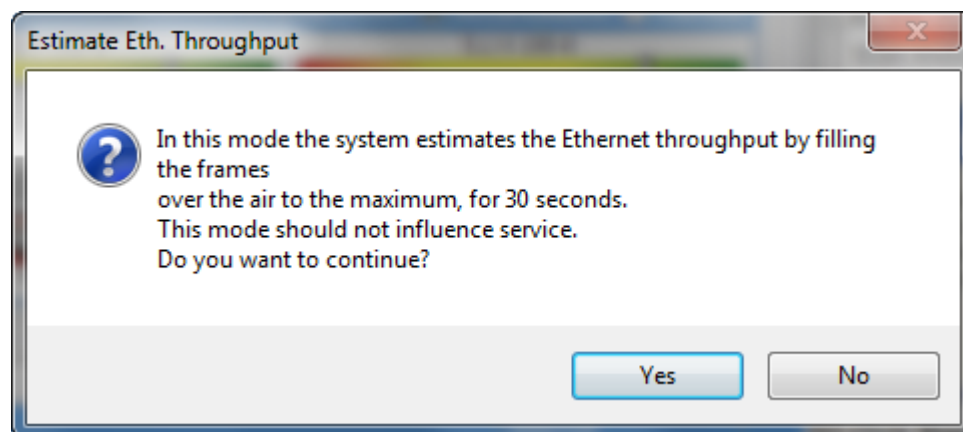 Estimate Eth. Throughput
In this mode the system estimates the Ethernet throughput by filling
the frames
over the air to the maximum, for 30 seconds.
This mode should not influence service.
Do you want to continue?
Yes
No